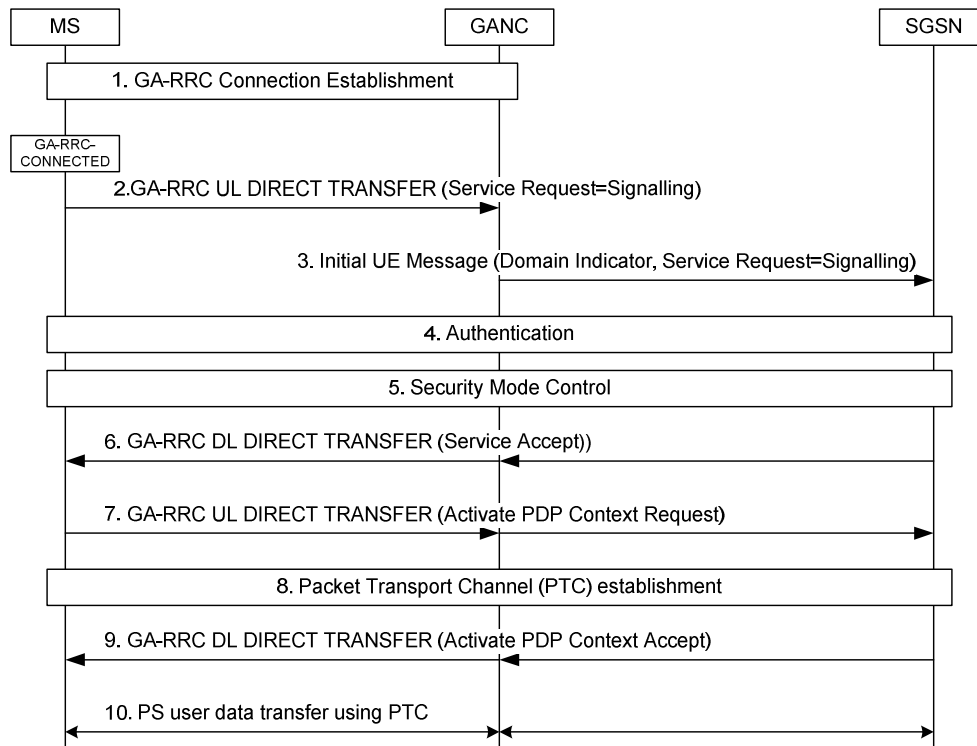 MS
GANC
SGSN
1. GA-RRC Connection Establishment
GA-RRC-
CONNECTED
2.GA-RRC UL DIRECT TRANSFER (Service Request=Signalling)
3. Initial UE Message (Domain Indicator, Service Request=Signalling)
4. Authentication
5. Security Mode Control
6. GA-RRC DL DIRECT TRANSFER (Service Accept))
7. GA-RRC UL DIRECT TRANSFER (Activate PDP Context Request)
8. Packet Transport Channel (PTC) establishment
9. GA-RRC DL DIRECT TRANSFER (Activate PDP Context Accept)
10. PS user data transfer using PTC